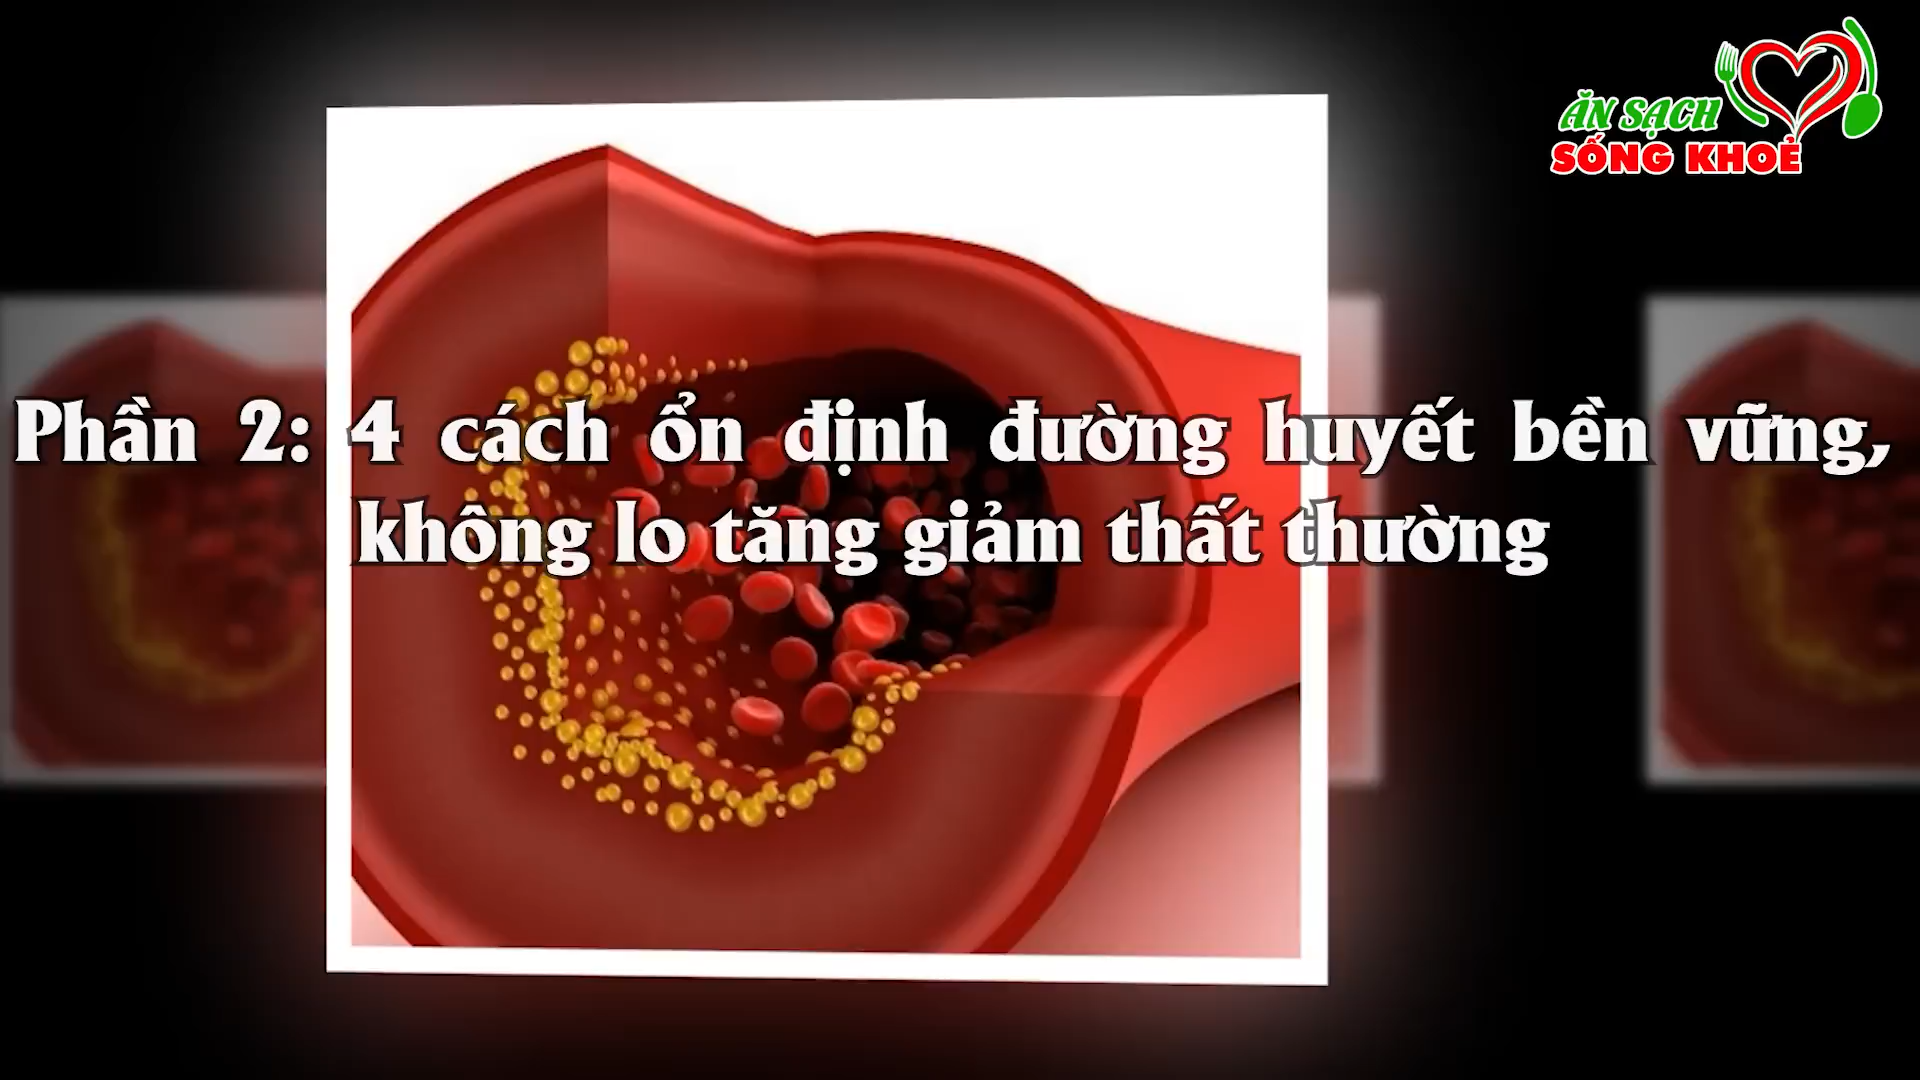 ĂN SẠCH
SỐNG KHOẺ
Phần 2: 4 cách ổn định đường huyết bền vững,
không lo tăng giảm thất thường